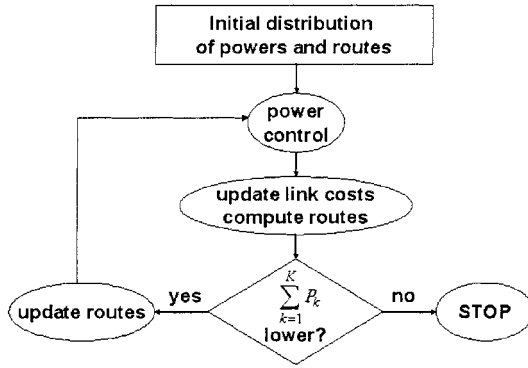 Initial distribution
of powers and routes
power
control
update link costs
compute routes
K
∑ P_k
k=1
lower?
yes
no
update routes
STOP